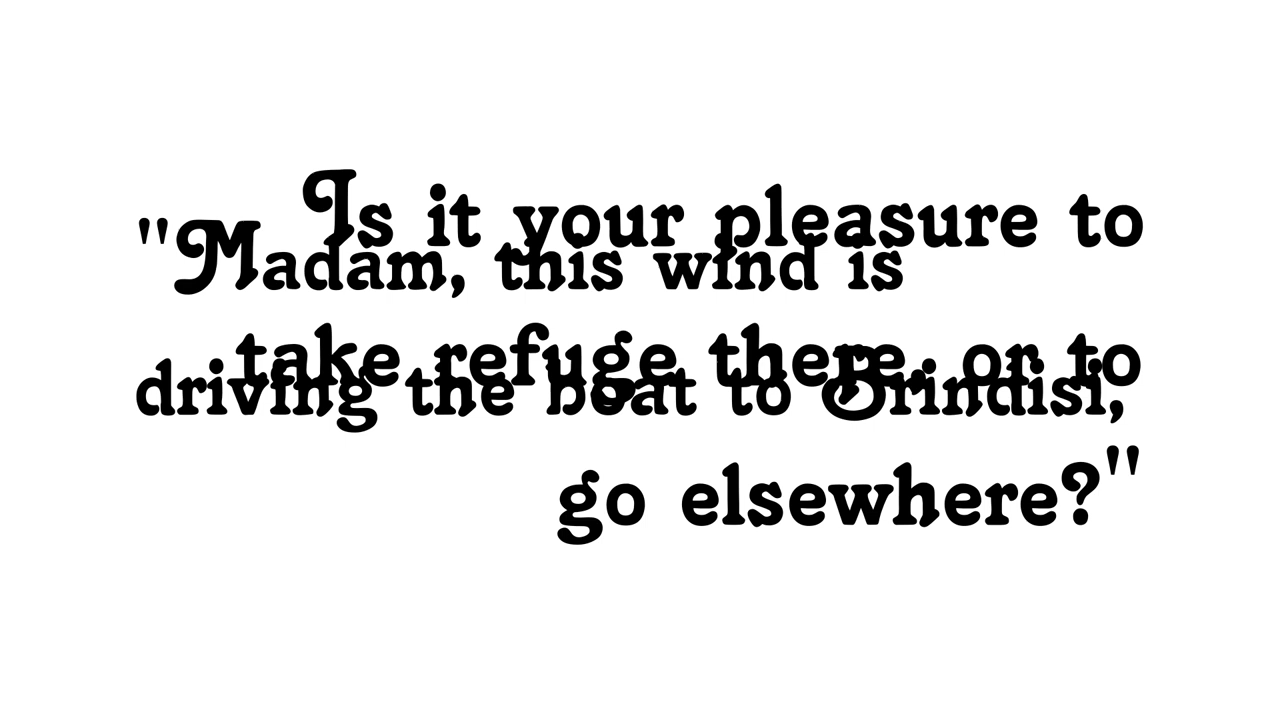 "Madam, this wind is
driving the boat to Brindisi,
Is it your pleasure to
take refuge there, or to
go elsewhere?"